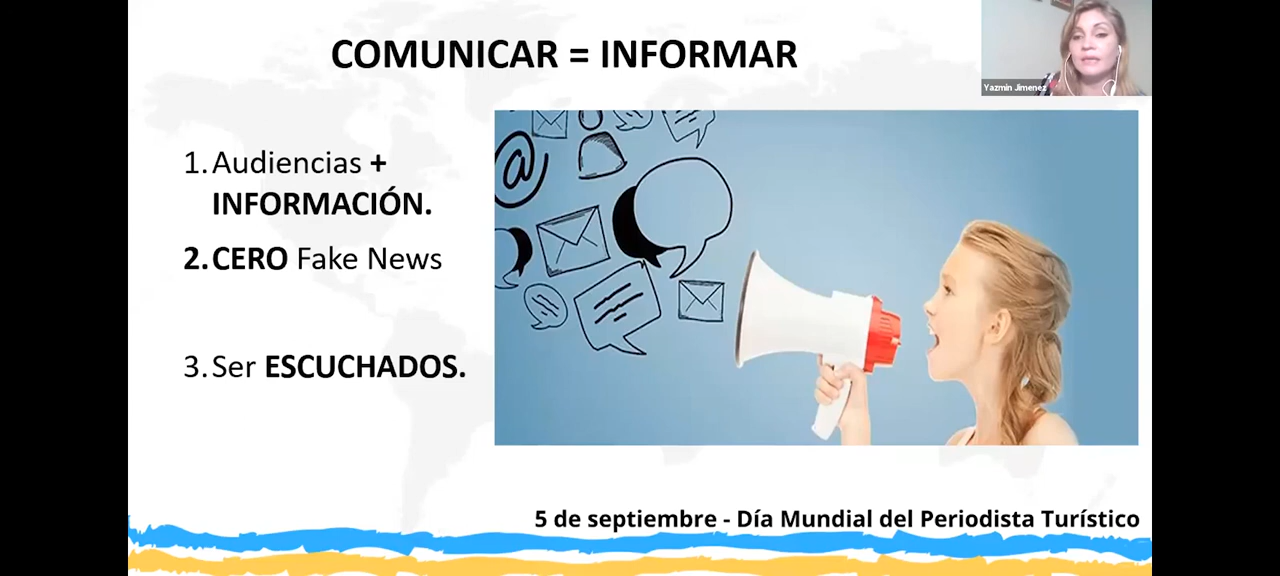 COMUNICAR = INFORMAR
Yazmin Jimenez
1. Audiencias +
INFORMACIÓN.
2. CERO Fake News
3. Ser ESCUCHADOS.
@
5 de septiembre - Día Mundial del Periodista Turístico